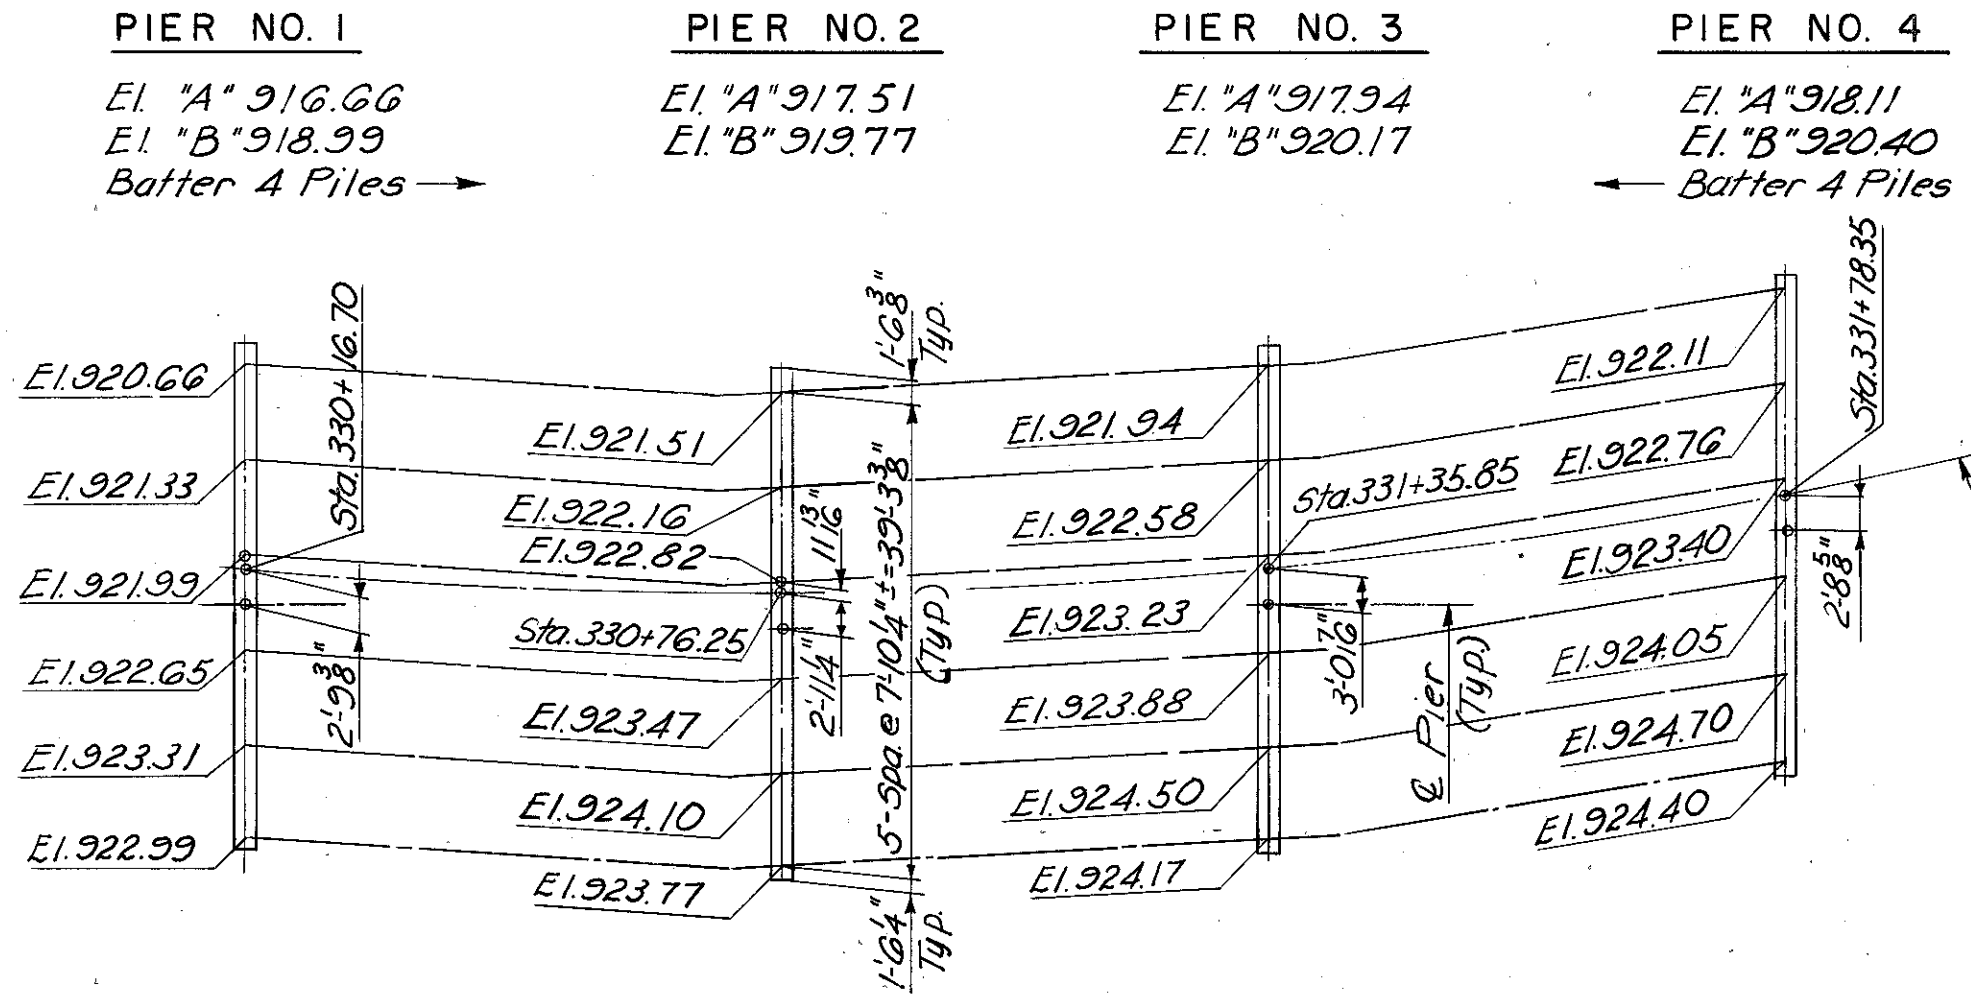 PIER NO. 1
El. "A" 916.66
El. "B" 918.99
Batter 4 Piles →
PIER NO. 2
El. "A" 917.51
El. "B" 919.77
PIER NO. 3
El. "A" 917.94
El. "B" 920.17
PIER NO. 4
El. "A" 918.11
El. "B" 920.40
← Batter 4 Piles
El. 920.66
El. 921.33
El. 921.99
El. 922.65
El. 923.31
El. 922.99
Sta. 330+16.70
2'-9 3/8"
El. 921.51
El. 922.16
El. 922.82
Sta. 330+76.25
El. 923.47
El. 924.10
El. 923.77
11 13/16"
2'-11 1/4"
1'-6 3/8"
Typ.
5-Spa. @ 7'-10 1/4" ± = 39'-3 3/8"
(Typ.)
1'-6 1/4"
Typ.
El. 921.94
El. 922.58
El. 923.23
El. 923.88
El. 924.50
El. 924.17
Sta. 331+35.85
3'-0 7/16"
℄ Pier
(Typ.)
El. 922.11
El. 922.76
El. 923.40
El. 924.05
El. 924.70
El. 924.40
Sta. 331+78.35
2'-8 5/8"